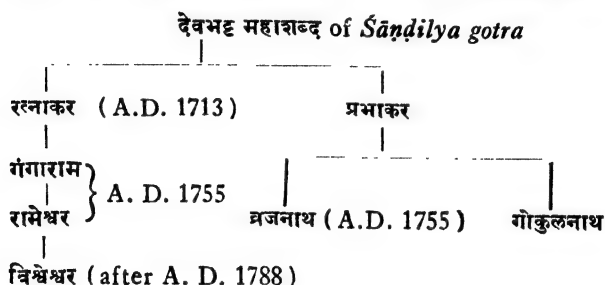 देवभट्ट महाशब्द of Śāṇḍilya gotra
रत्नाकर (A.D. 1713) प्रभाकर
गंगाराम
A. D. 1755
रामेश्वर व्रजनाथ (A.D. 1755) गोकुलनाथ
विश्वेश्वर (after A. D. 1788)